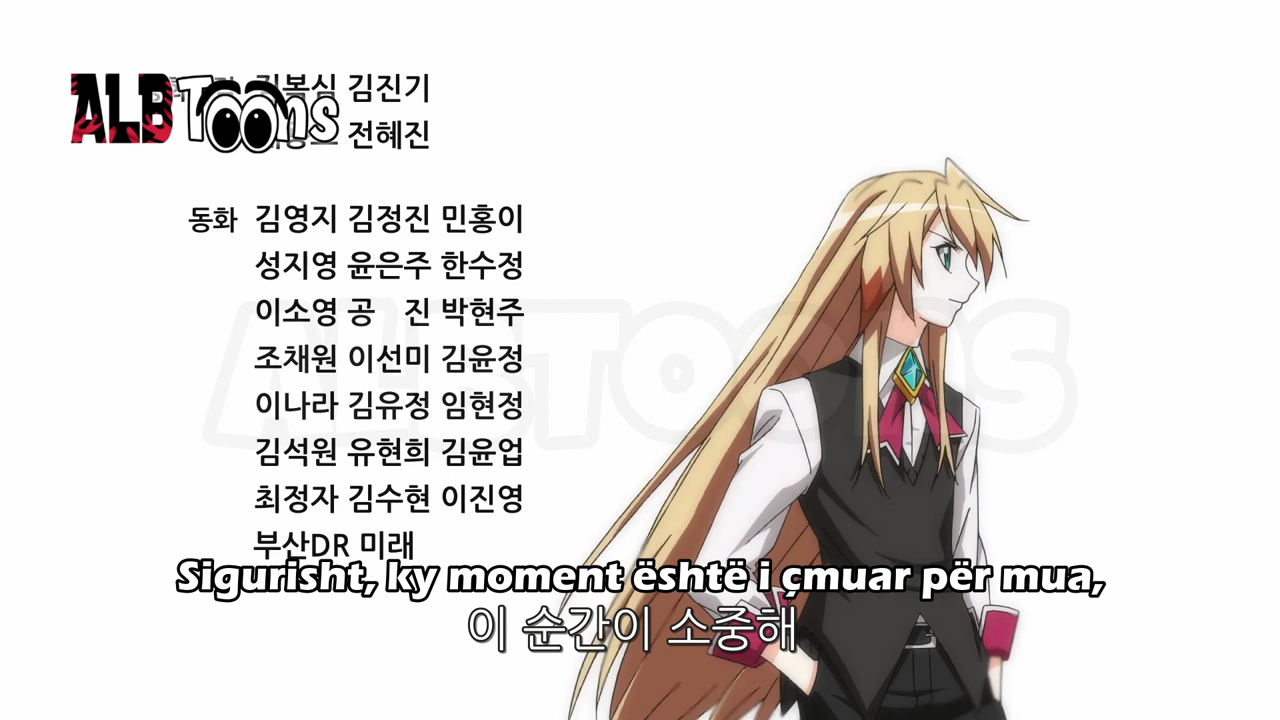 ALBToons
김진기
전혜진
동화 김영지 김정진 민홍이
성지영 윤은주 한수정
이소영 공 진 박현주
조채원 이선미 김윤정
이나라 김유정 임현정
김석원 유현희 김윤업
최정자 김수현 이진영
부산DR 미래
ALBTOONS
Sigurisht, ky moment është i çmuar për mua,
이 순간이 소중해